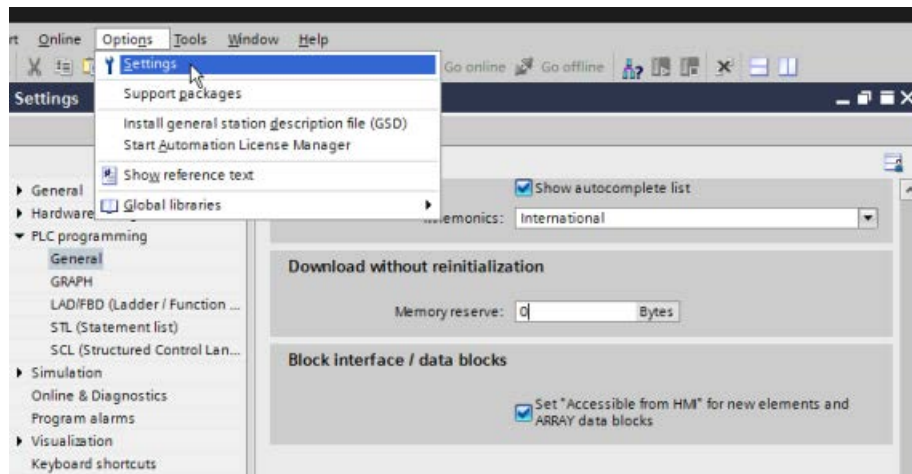 rt Online Options Tools Window Help
Settings Go online Go offline
Settings
Support packages
Install general station description file (GSD)
Start Automation License Manager
Show reference text
Global libraries
General
Hardware
PLC programming
General
GRAPH
LAD/FBD (Ladder / Function ...
STL (Statement list)
SCL (Structured Control Lan...
Simulation
Online & Diagnostics
Program alarms
Visualization
Keyboard shortcuts
Show autocomplete list
emonics: International
Download without reinitialization
Memory reserve: 0 Bytes
Block interface / data blocks
Set "Accessible from HMI" for new elements and
ARRAY data blocks